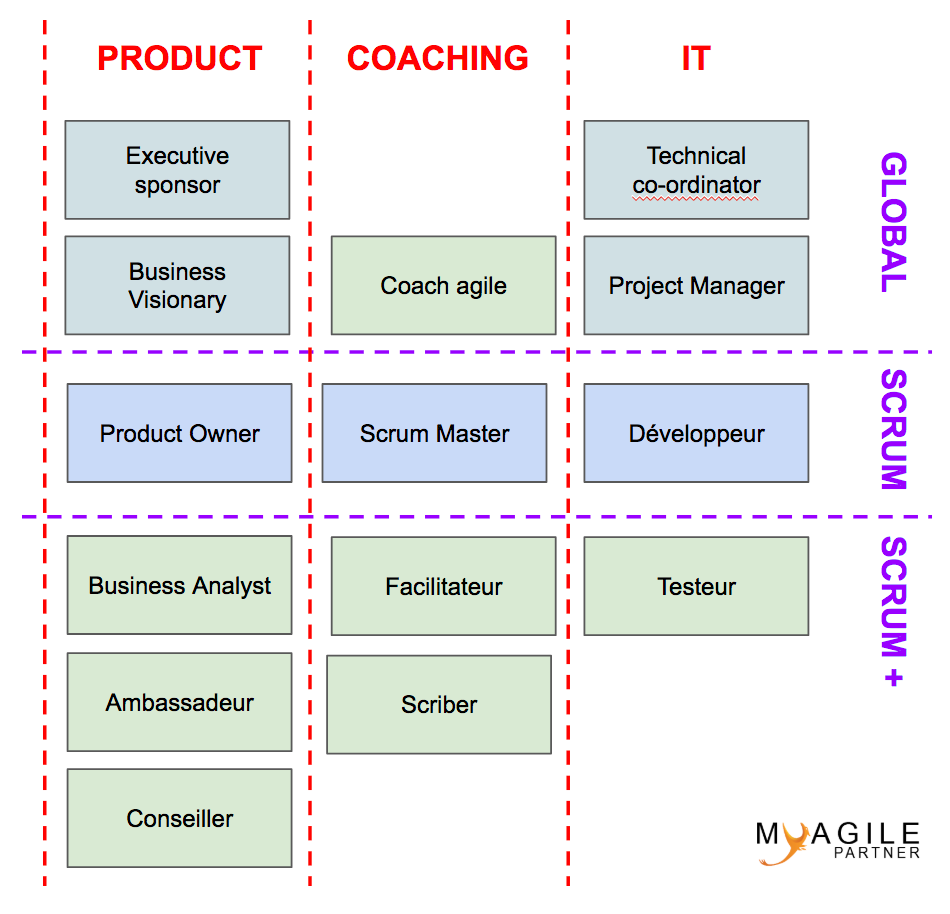 PRODUCT
COACHING
IT
Executive
sponsor
Technical
co-ordinator
GLOBAL
Business
Visionary
Coach agile
Project Manager
Product Owner
Scrum Master
Développeur
SCRUM
Business Analyst
Facilitateur
Testeur
SCRUM +
Ambassadeur
Scriber
Conseiller
MYAGILE
PARTNER